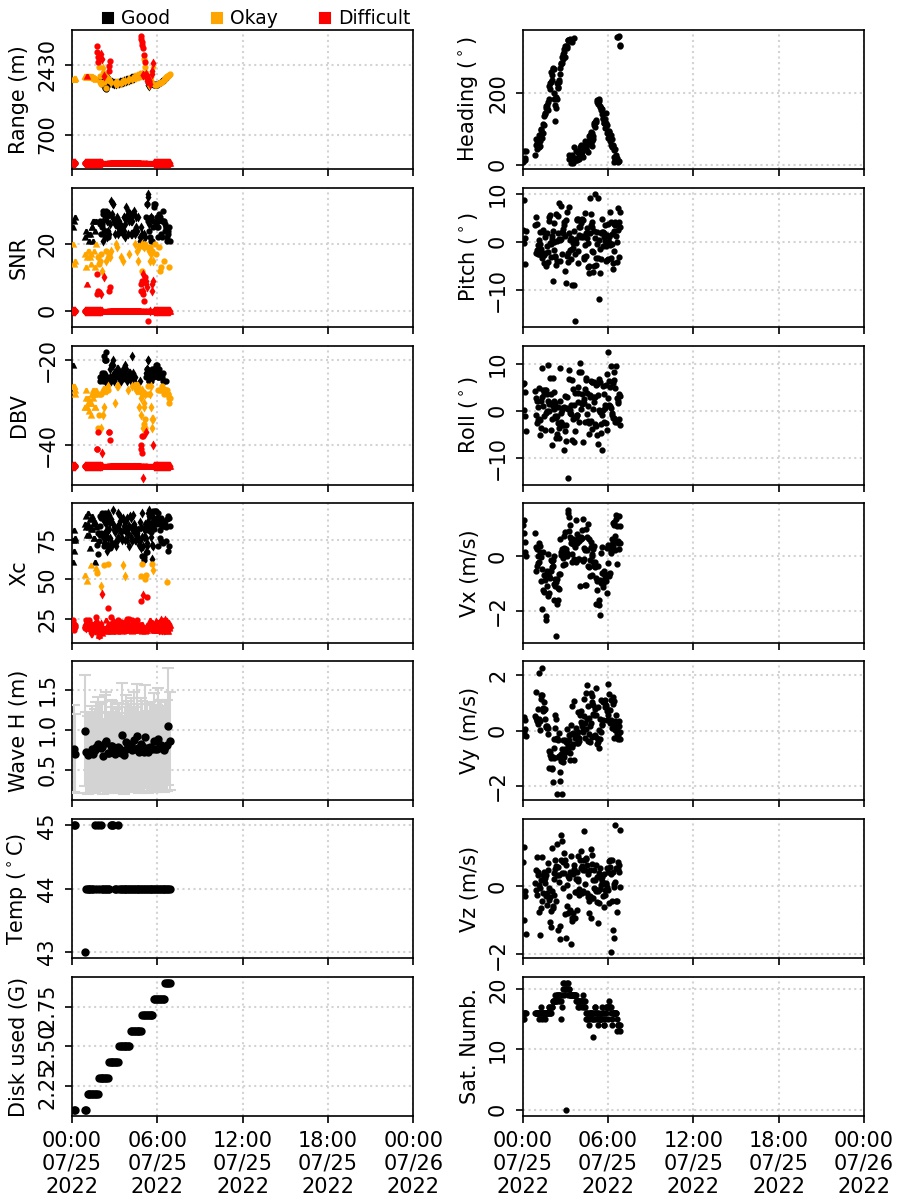 Good Okay Difficult
Range (m)
2430
700
Heading (°)
200
0
SNR
20
0
Pitch (°)
10
0
−10
DBV
−20
−40
Roll (°)
10
0
−10
Xc
75
50
25
Vx (m/s)
0
−2
Wave H (m)
1.5
1.0
0.5
Vy (m/s)
2
0
−2
Temp (°C)
45
44
43
Vz (m/s)
0
−2
Disk used (G)
2.75
2.50
2.25
Sat. Numb.
20
10
0
00:00 06:00 12:00 18:00 00:00
07/25 07/25 07/25 07/25 07/26
2022 2022 2022 2022 2022
00:00 06:00 12:00 18:00 00:00
07/25 07/25 07/25 07/25 07/26
2022 2022 2022 2022 2022